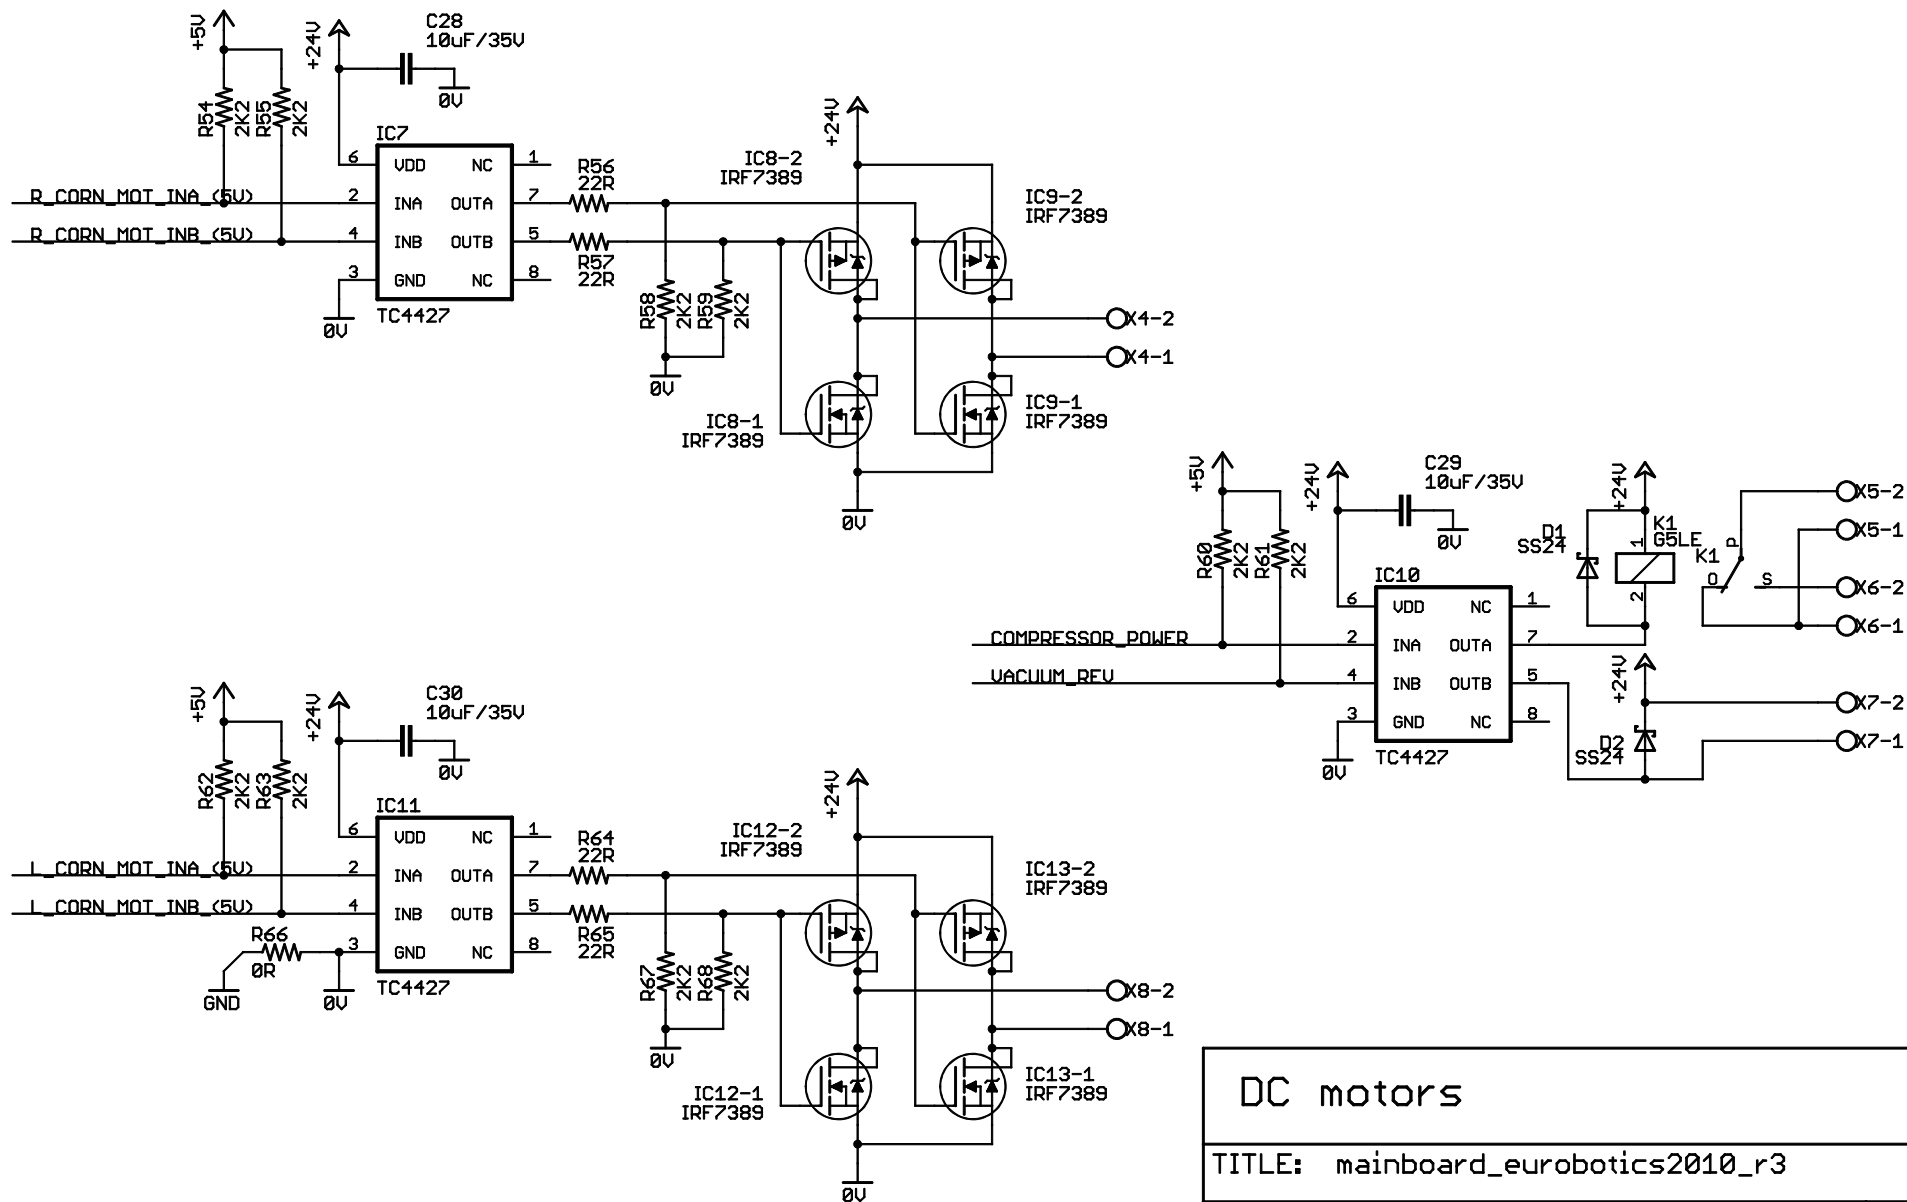 +5V
+24V
C28
10uF/35V
0V
R54
2K2
R55
2K2
IC7
6 VDD NC 1
R_CORN_MOT_INA_(5V) 2 INA OUTA 7
R_CORN_MOT_INB_(5V) 4 INB OUTB 5
3 GND NC 8
0V
TC4427
R56
22R
R57
22R
R58
2K2
R59
2K2
0V
IC8-2
IRF7389
+24V
IC9-2
IRF7389
X4-2
X4-1
IC8-1
IRF7389
IC9-1
IRF7389
0V
+5V
+24V
C29
10uF/35V
0V
R60
2K2
R61
2K2
IC10
6 VDD NC 1
COMPRESSOR_POWER 2 INA OUTA 7
VACUUM_REV 4 INB OUTB 5
3 GND NC 8
0V
TC4427
+24V
D1
SS24
K1
G5LE
1
2
K1
P
O
S
X5-2
X5-1
X6-2
X6-1
+24V
D2
SS24
X7-2
X7-1
+5V
+24V
C30
10uF/35V
0V
R62
2K2
R63
2K2
IC11
6 VDD NC 1
L_CORN_MOT_INA_(5V) 2 INA OUTA 7
L_CORN_MOT_INB_(5V) 4 INB OUTB 5
R66
0R
3 GND NC 8
GND
0V
TC4427
R64
22R
R65
22R
R67
2K2
R68
2K2
0V
IC12-2
IRF7389
+24V
IC13-2
IRF7389
X8-2
X8-1
IC12-1
IRF7389
IC13-1
IRF7389
0V
DC motors
TITLE: mainboard_eurobotics2010_r3